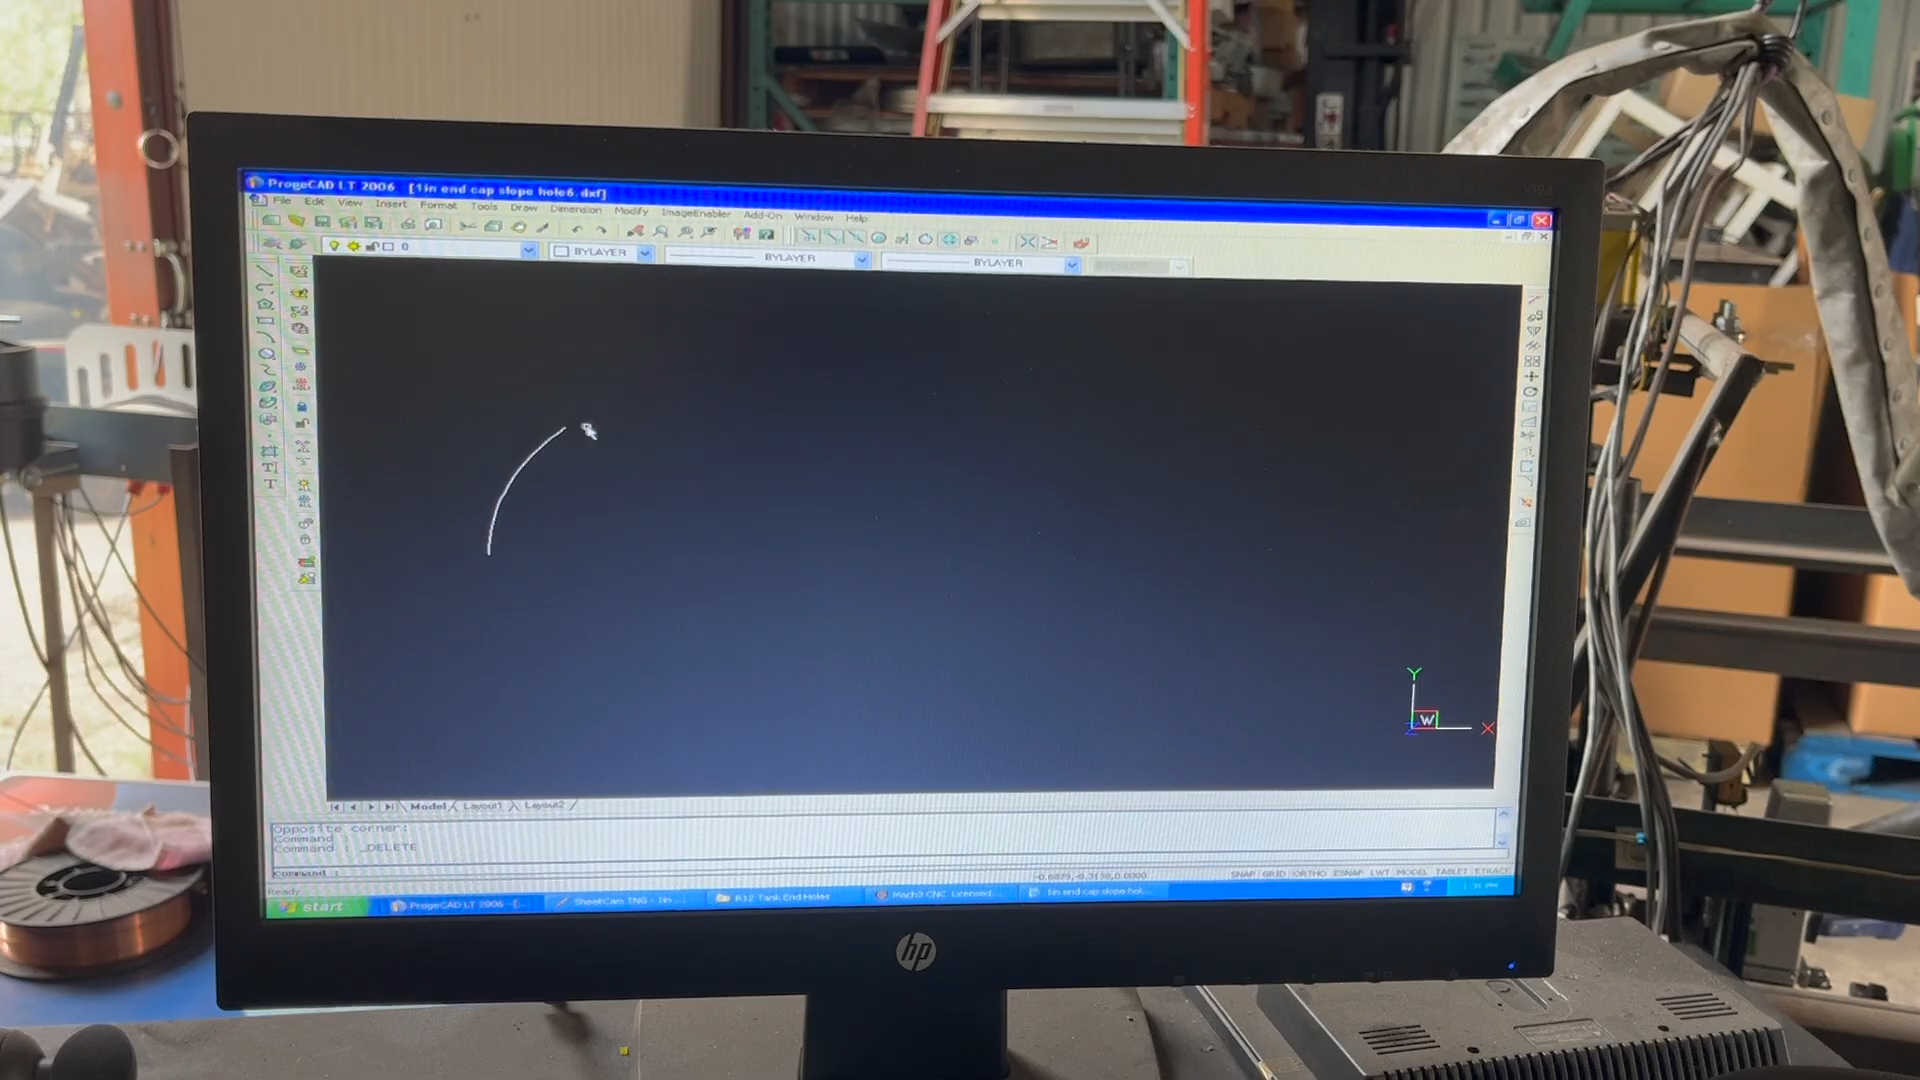 ProgeCAD LT 2006 - [1in end cap slope hole6.dxf]
File Edit View Insert Format Tools Draw Dimension Modify ImageEnabler Add-On Window Help
0 BYLAYER BYLAYER BYLAYER
T
T
Y
W
X
Z
Model Layout1 Layout2
Opposite corner:
Command :
Command : _DELETE
Command :
SNAP GRID ORTHO ESNAP LWT MODEL TABLET ETRACK
Ready
start ProgeCAD LT 2006 - [... SheetCam TNG - 1in ... R12 Tank End Holes Mach3 CNC Licensed... 1in end cap slope hol...
hp